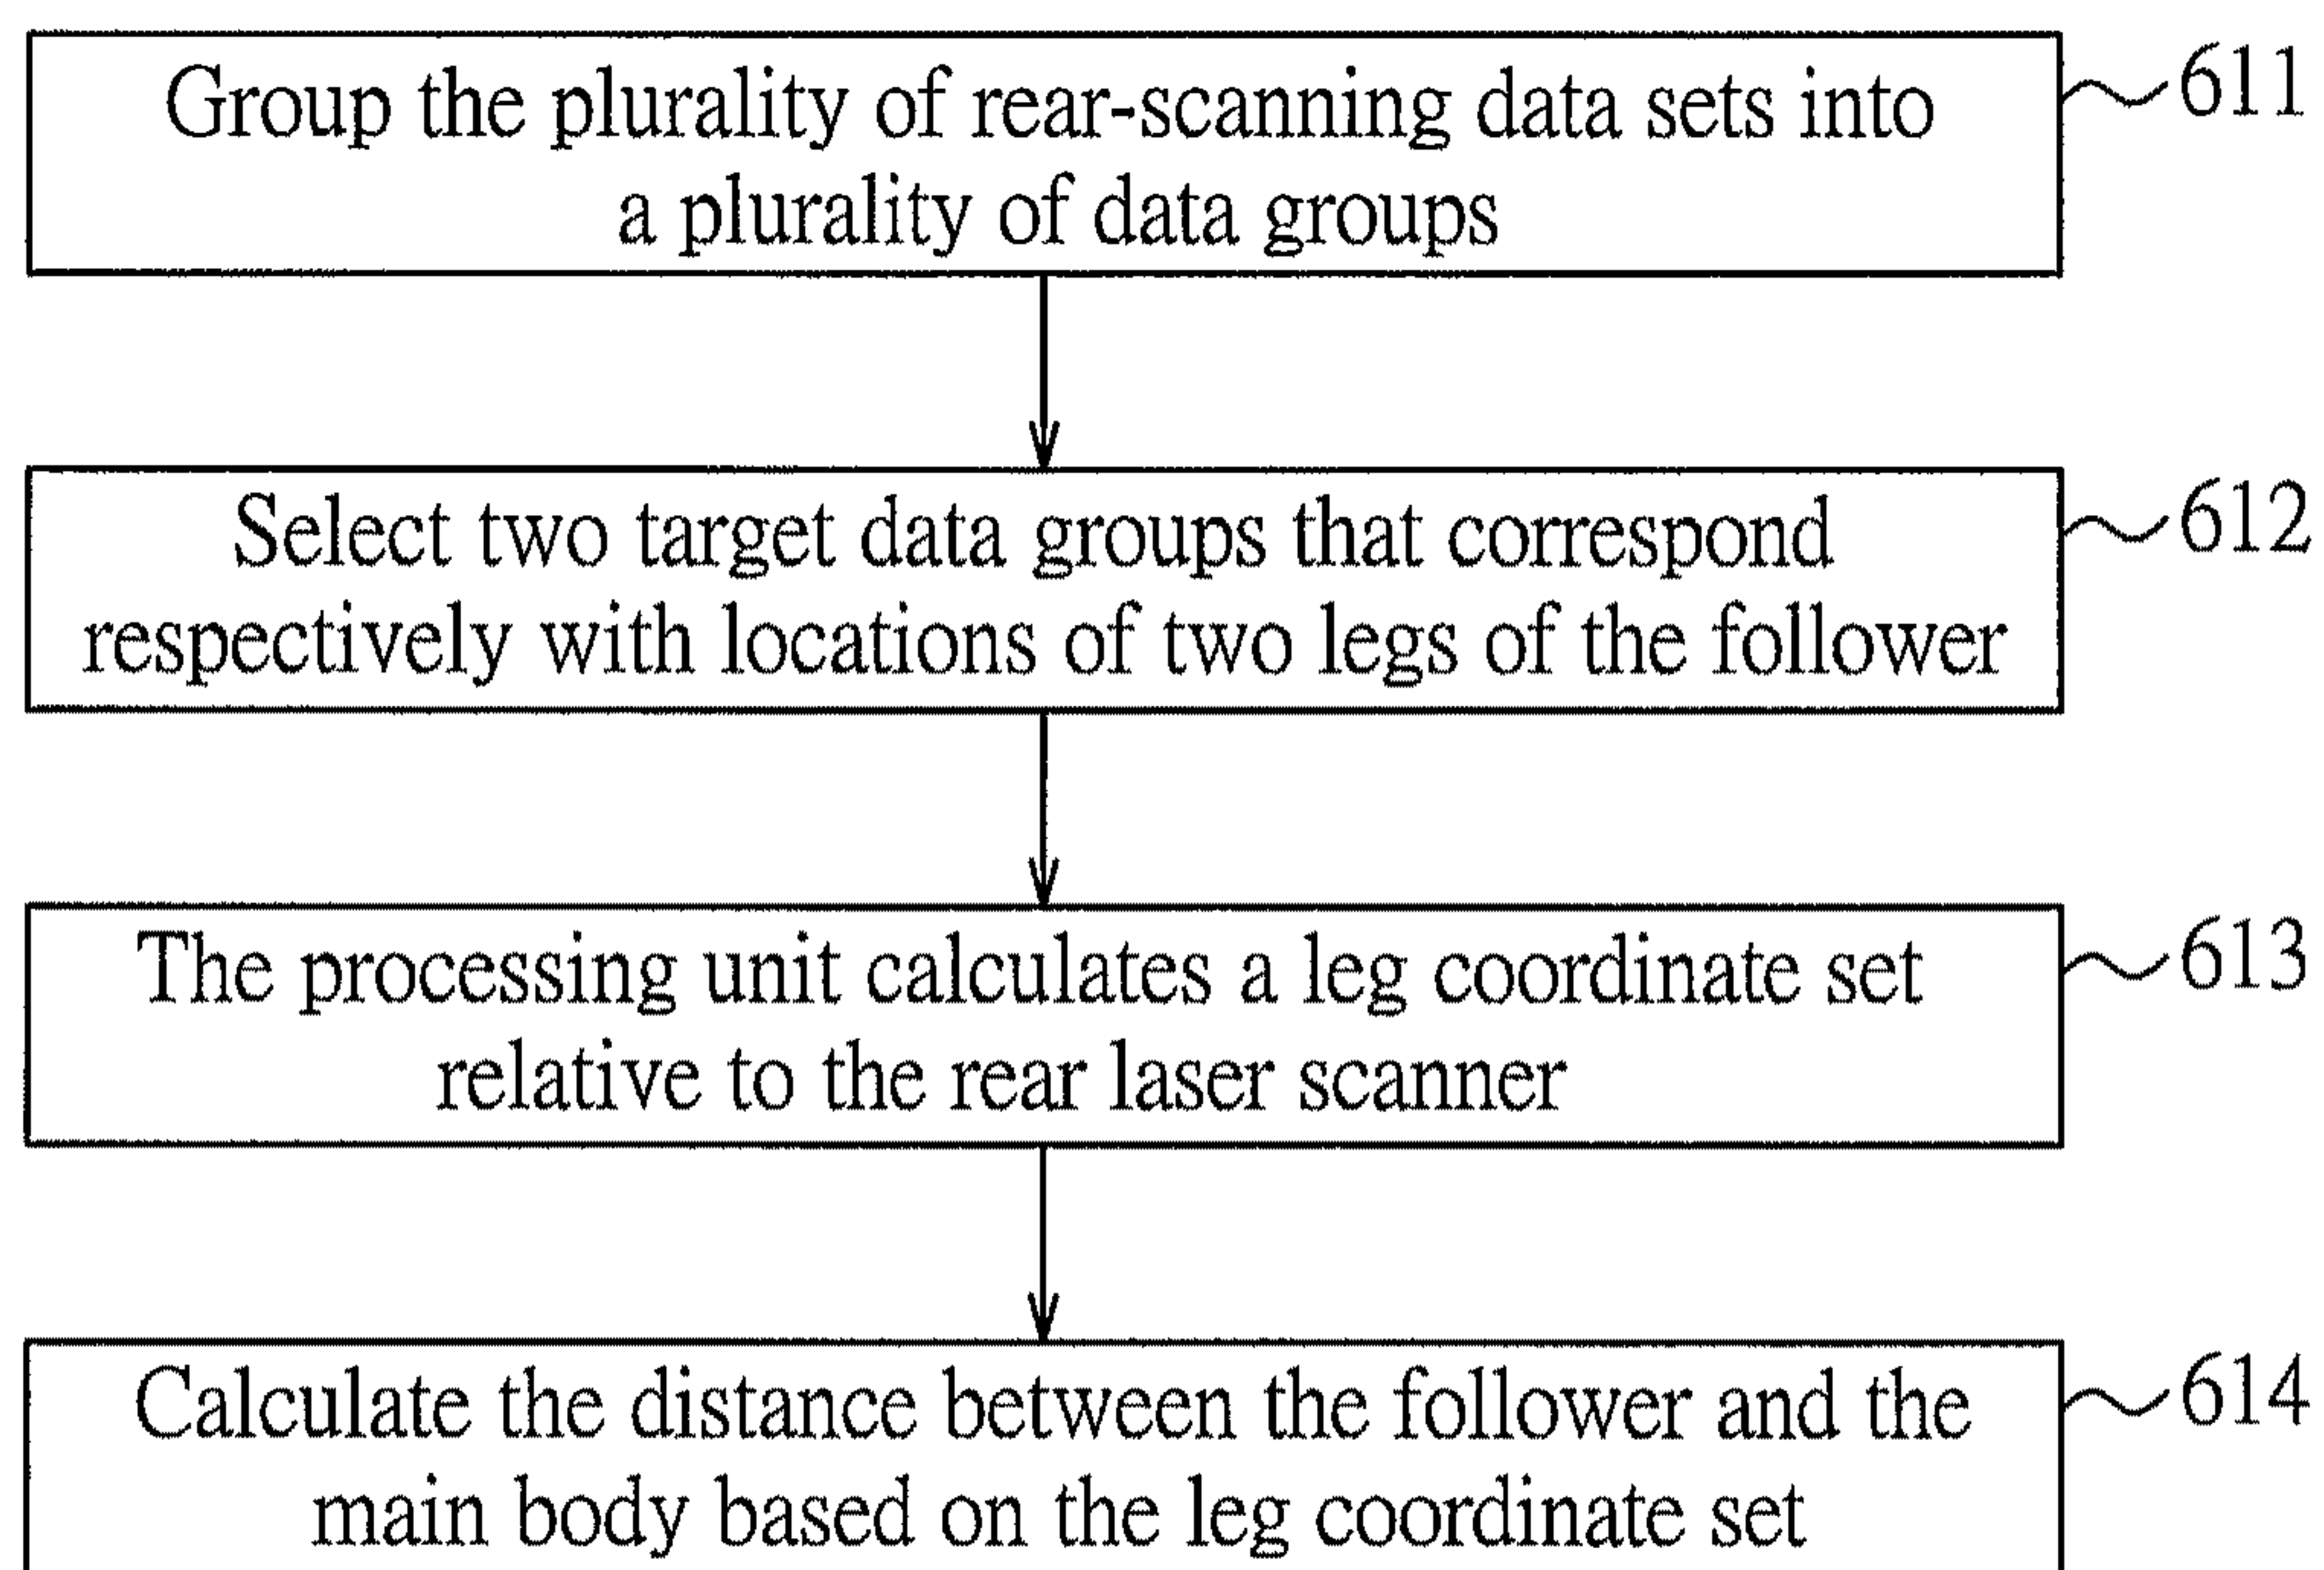 Group the plurality of rear-scanning data sets into
a plurality of data groups
611
Select two target data groups that correspond
respectively with locations of two legs of the follower
612
The processing unit calculates a leg coordinate set
relative to the rear laser scanner
613
Calculate the distance between the follower and the
main body based on the leg coordinate set
614